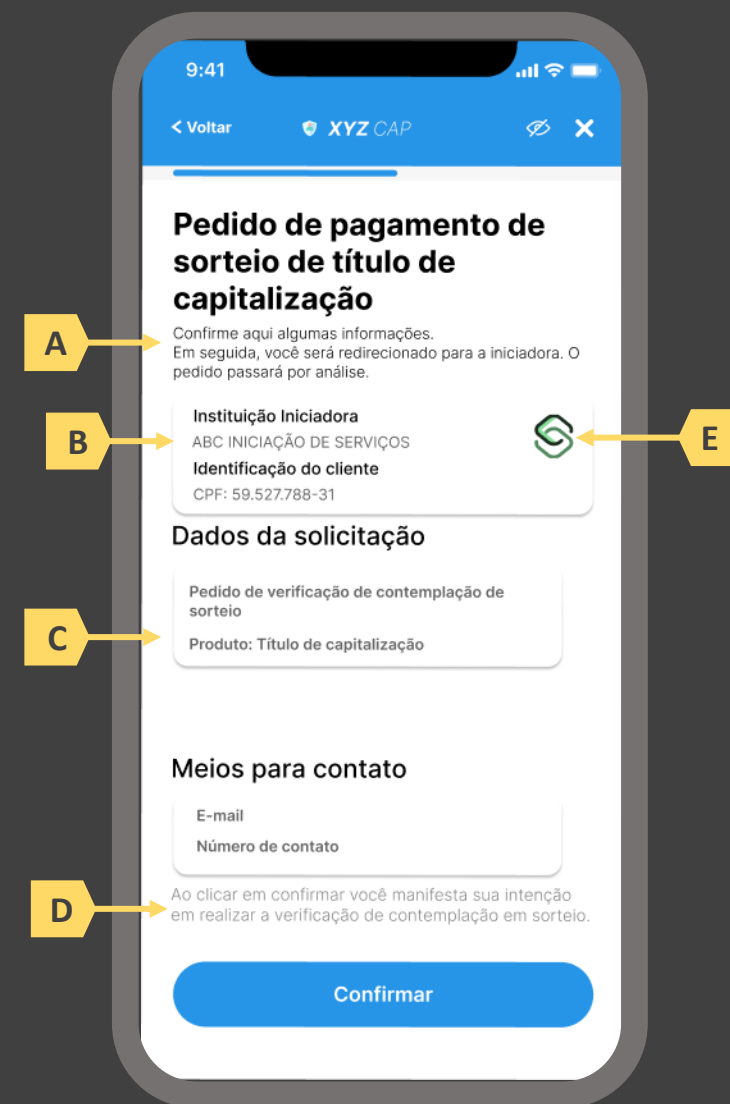 9:41
< Voltar
XYZ CAP
Pedido de pagamento de
sorteio de título de
capitalização
A
Confirme aqui algumas informações.
Em seguida, você será redirecionado para a iniciadora. O
pedido passará por análise.
B
Instituição Iniciadora
ABC INICIAÇÃO DE SERVIÇOS
Identificação do cliente
CPF: 59.527.788-31
E
Dados da solicitação
C
Pedido de verificação de contemplação de
sorteio
Produto: Título de capitalização
Meios para contato
E-mail
Número de contato
D
Ao clicar em confirmar você manifesta sua intenção
em realizar a verificação de contemplação em sorteio.
Confirmar